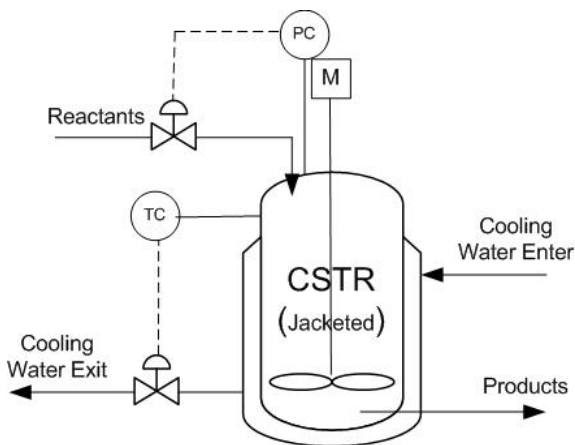 PC
M
Reactants
TC
Cooling
Water Enter
CSTR
(Jacketed)
Cooling
Water Exit
Products